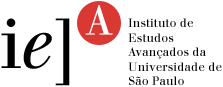 ie]A
Instituto de
Estudos
Avançados da
Universidade de
São Paulo